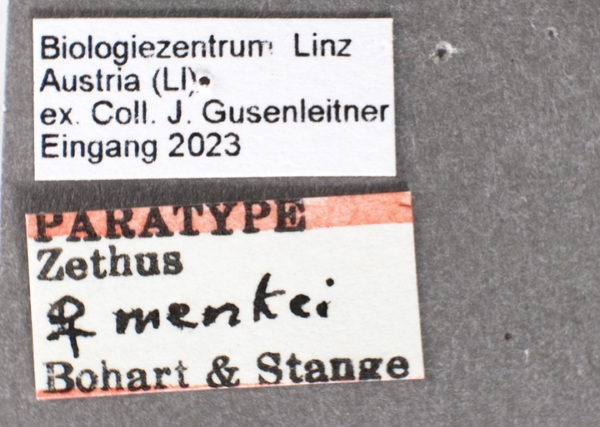 Biologiezentrum Linz
Austria (LI)
ex. Coll. J. Gusenleitner
Eingang 2023
PARATYPE
Zethus
♀ menkei
Bohart & Stange